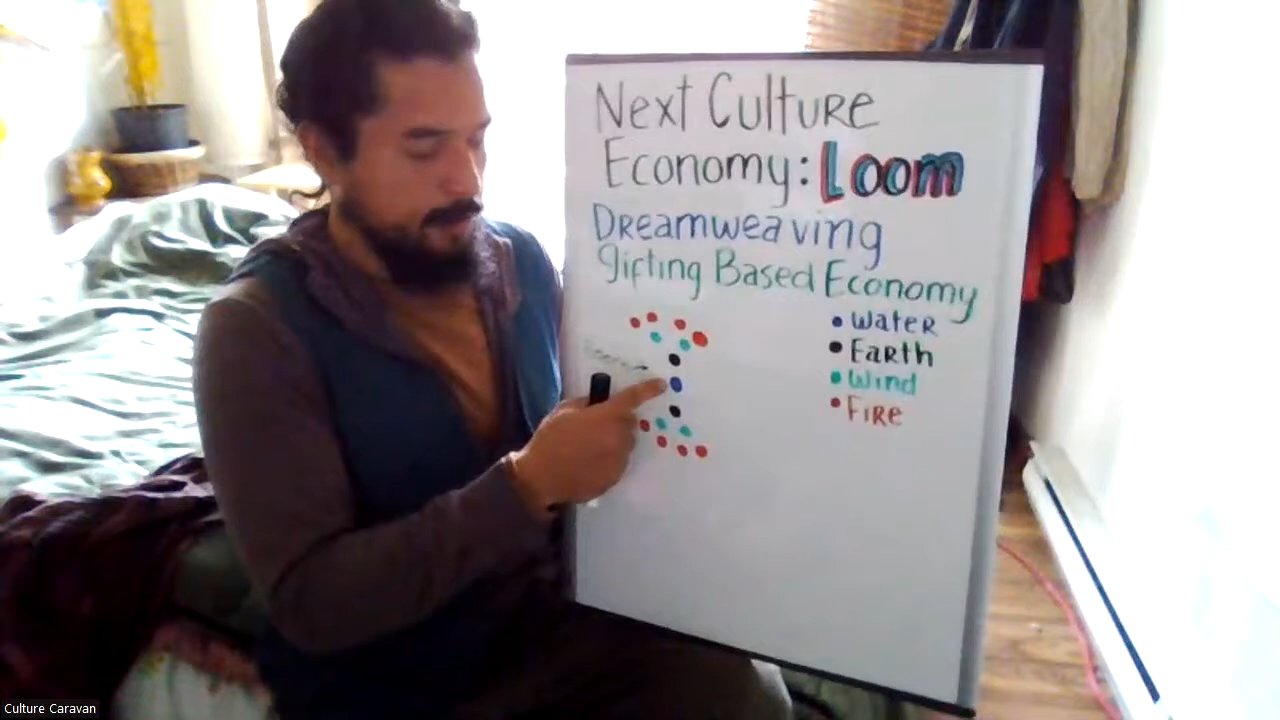 Next Culture
Economy: Loom
Dreamweaving
gifting Based Economy
Water
Earth
Wind
Fire
Culture Caravan